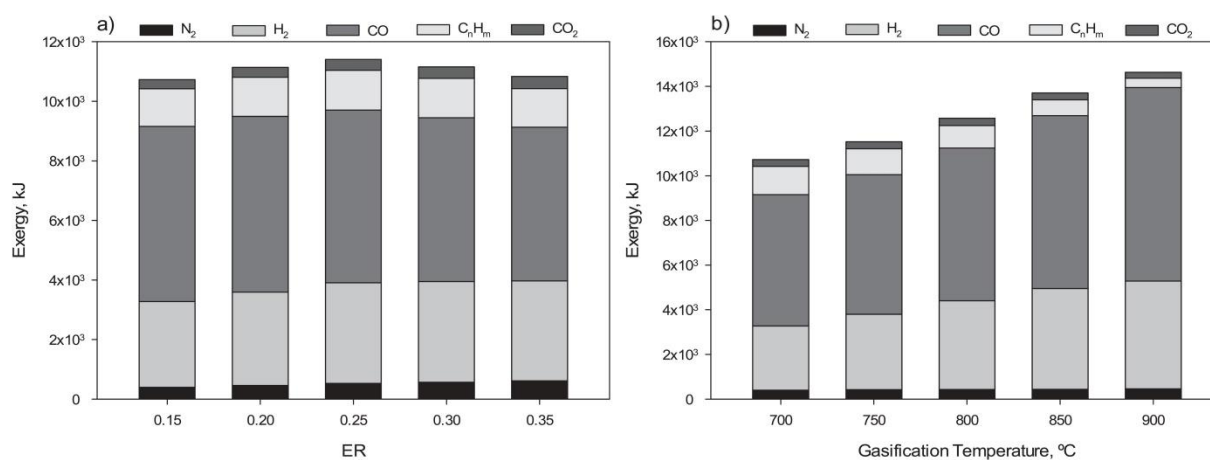 a)
N₂ H₂ CO CₙHₘ CO₂
12x10³
10x10³
8x10³
6x10³
4x10³
2x10³
0
Exergy, kJ
0.15 0.20 0.25 0.30 0.35
ER
b)
N₂ H₂ CO CₙHₘ CO₂
16x10³
14x10³
12x10³
10x10³
8x10³
6x10³
4x10³
2x10³
0
Exergy, kJ
700 750 800 850 900
Gasification Temperature, ºC